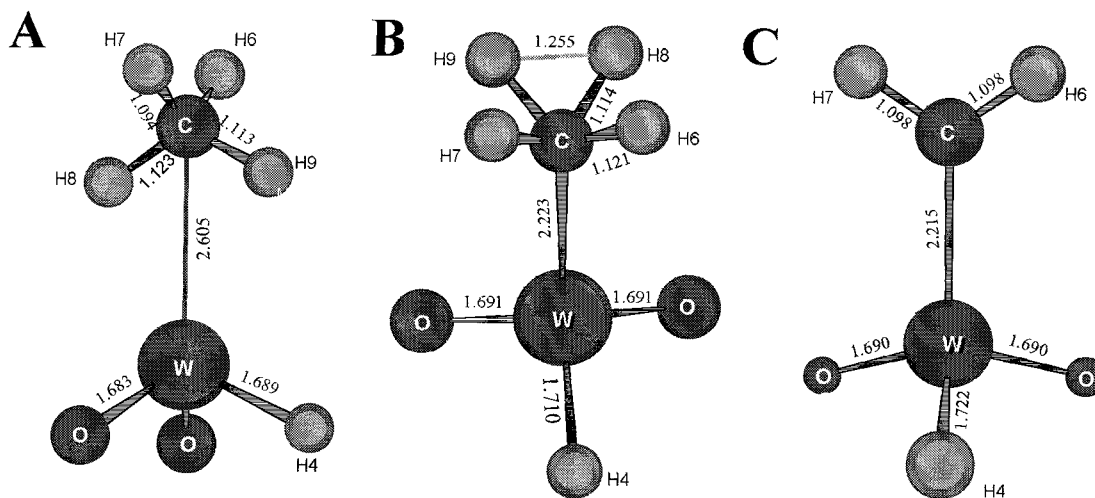 A
H7
H6
1.094
C
1.113
H8
1.123
H9
2.605
W
1.683
1.689
O
O
H4
B
H9
1.255
H8
1.114
H7
C
H6
1.121
2.223
1.691
1.691
O
W
O
1.710
H4
C
H7
1.098
1.098
H6
C
2.215
1.690
W
1.690
O
O
1.722
H4